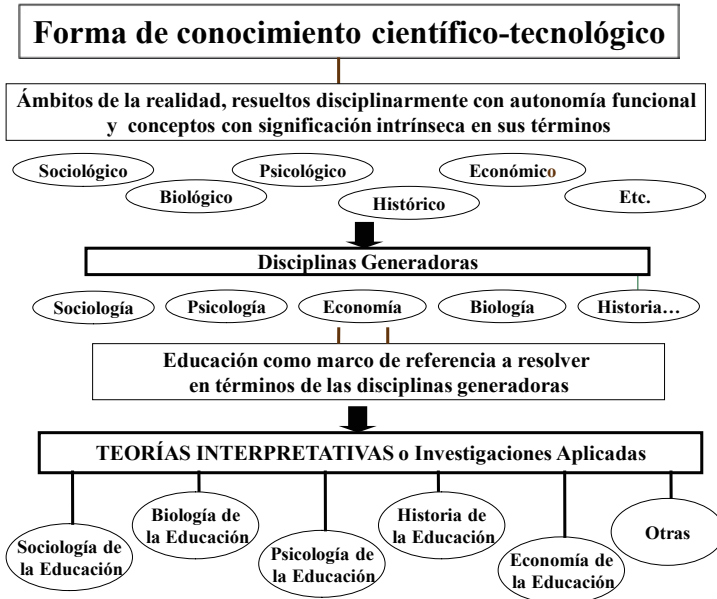 Forma de conocimiento científico-tecnológico
Ámbitos de la realidad, resueltos disciplinarmente con autonomía funcional
y conceptos con significación intrínseca en sus términos
Sociológico
Psicológico
Económico
Biológico
Histórico
Etc.
Disciplinas Generadoras
Sociología
Psicología
Economía
Biología
Historia…
Educación como marco de referencia a resolver
en términos de las disciplinas generadoras
TEORÍAS INTERPRETATIVAS o Investigaciones Aplicadas
Sociología de
la Educación
Biología de
la Educación
Psicología de
la Educación
Historia de
la Educación
Economía de
la Educación
Otras